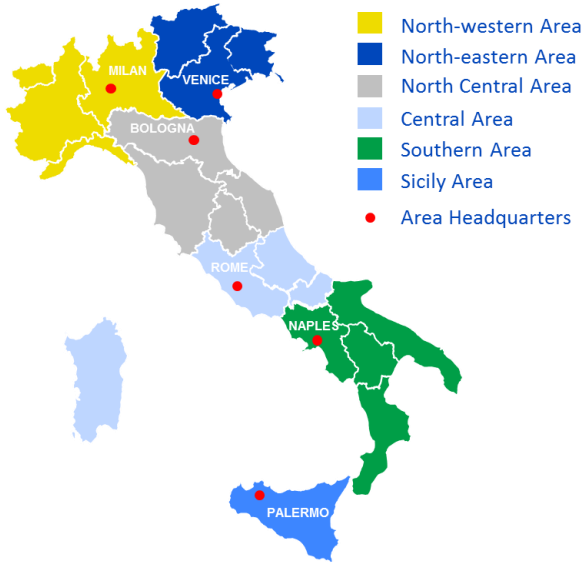 North-western Area
MILAN
North-eastern Area
VENICE
North Central Area
BOLOGNA
Central Area
Southern Area
Sicily Area
Area Headquarters
ROME
NAPLES
PALERMO